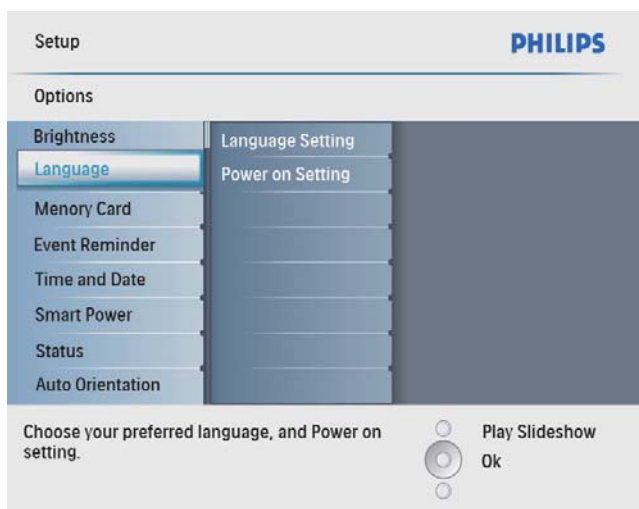 Setup
PHILIPS
Options
Brightness
Language
Menory Card
Event Reminder
Time and Date
Smart Power
Status
Auto Orientation
Language Setting
Power on Setting
Choose your preferred language, and Power on
setting.
Play Slideshow
Ok